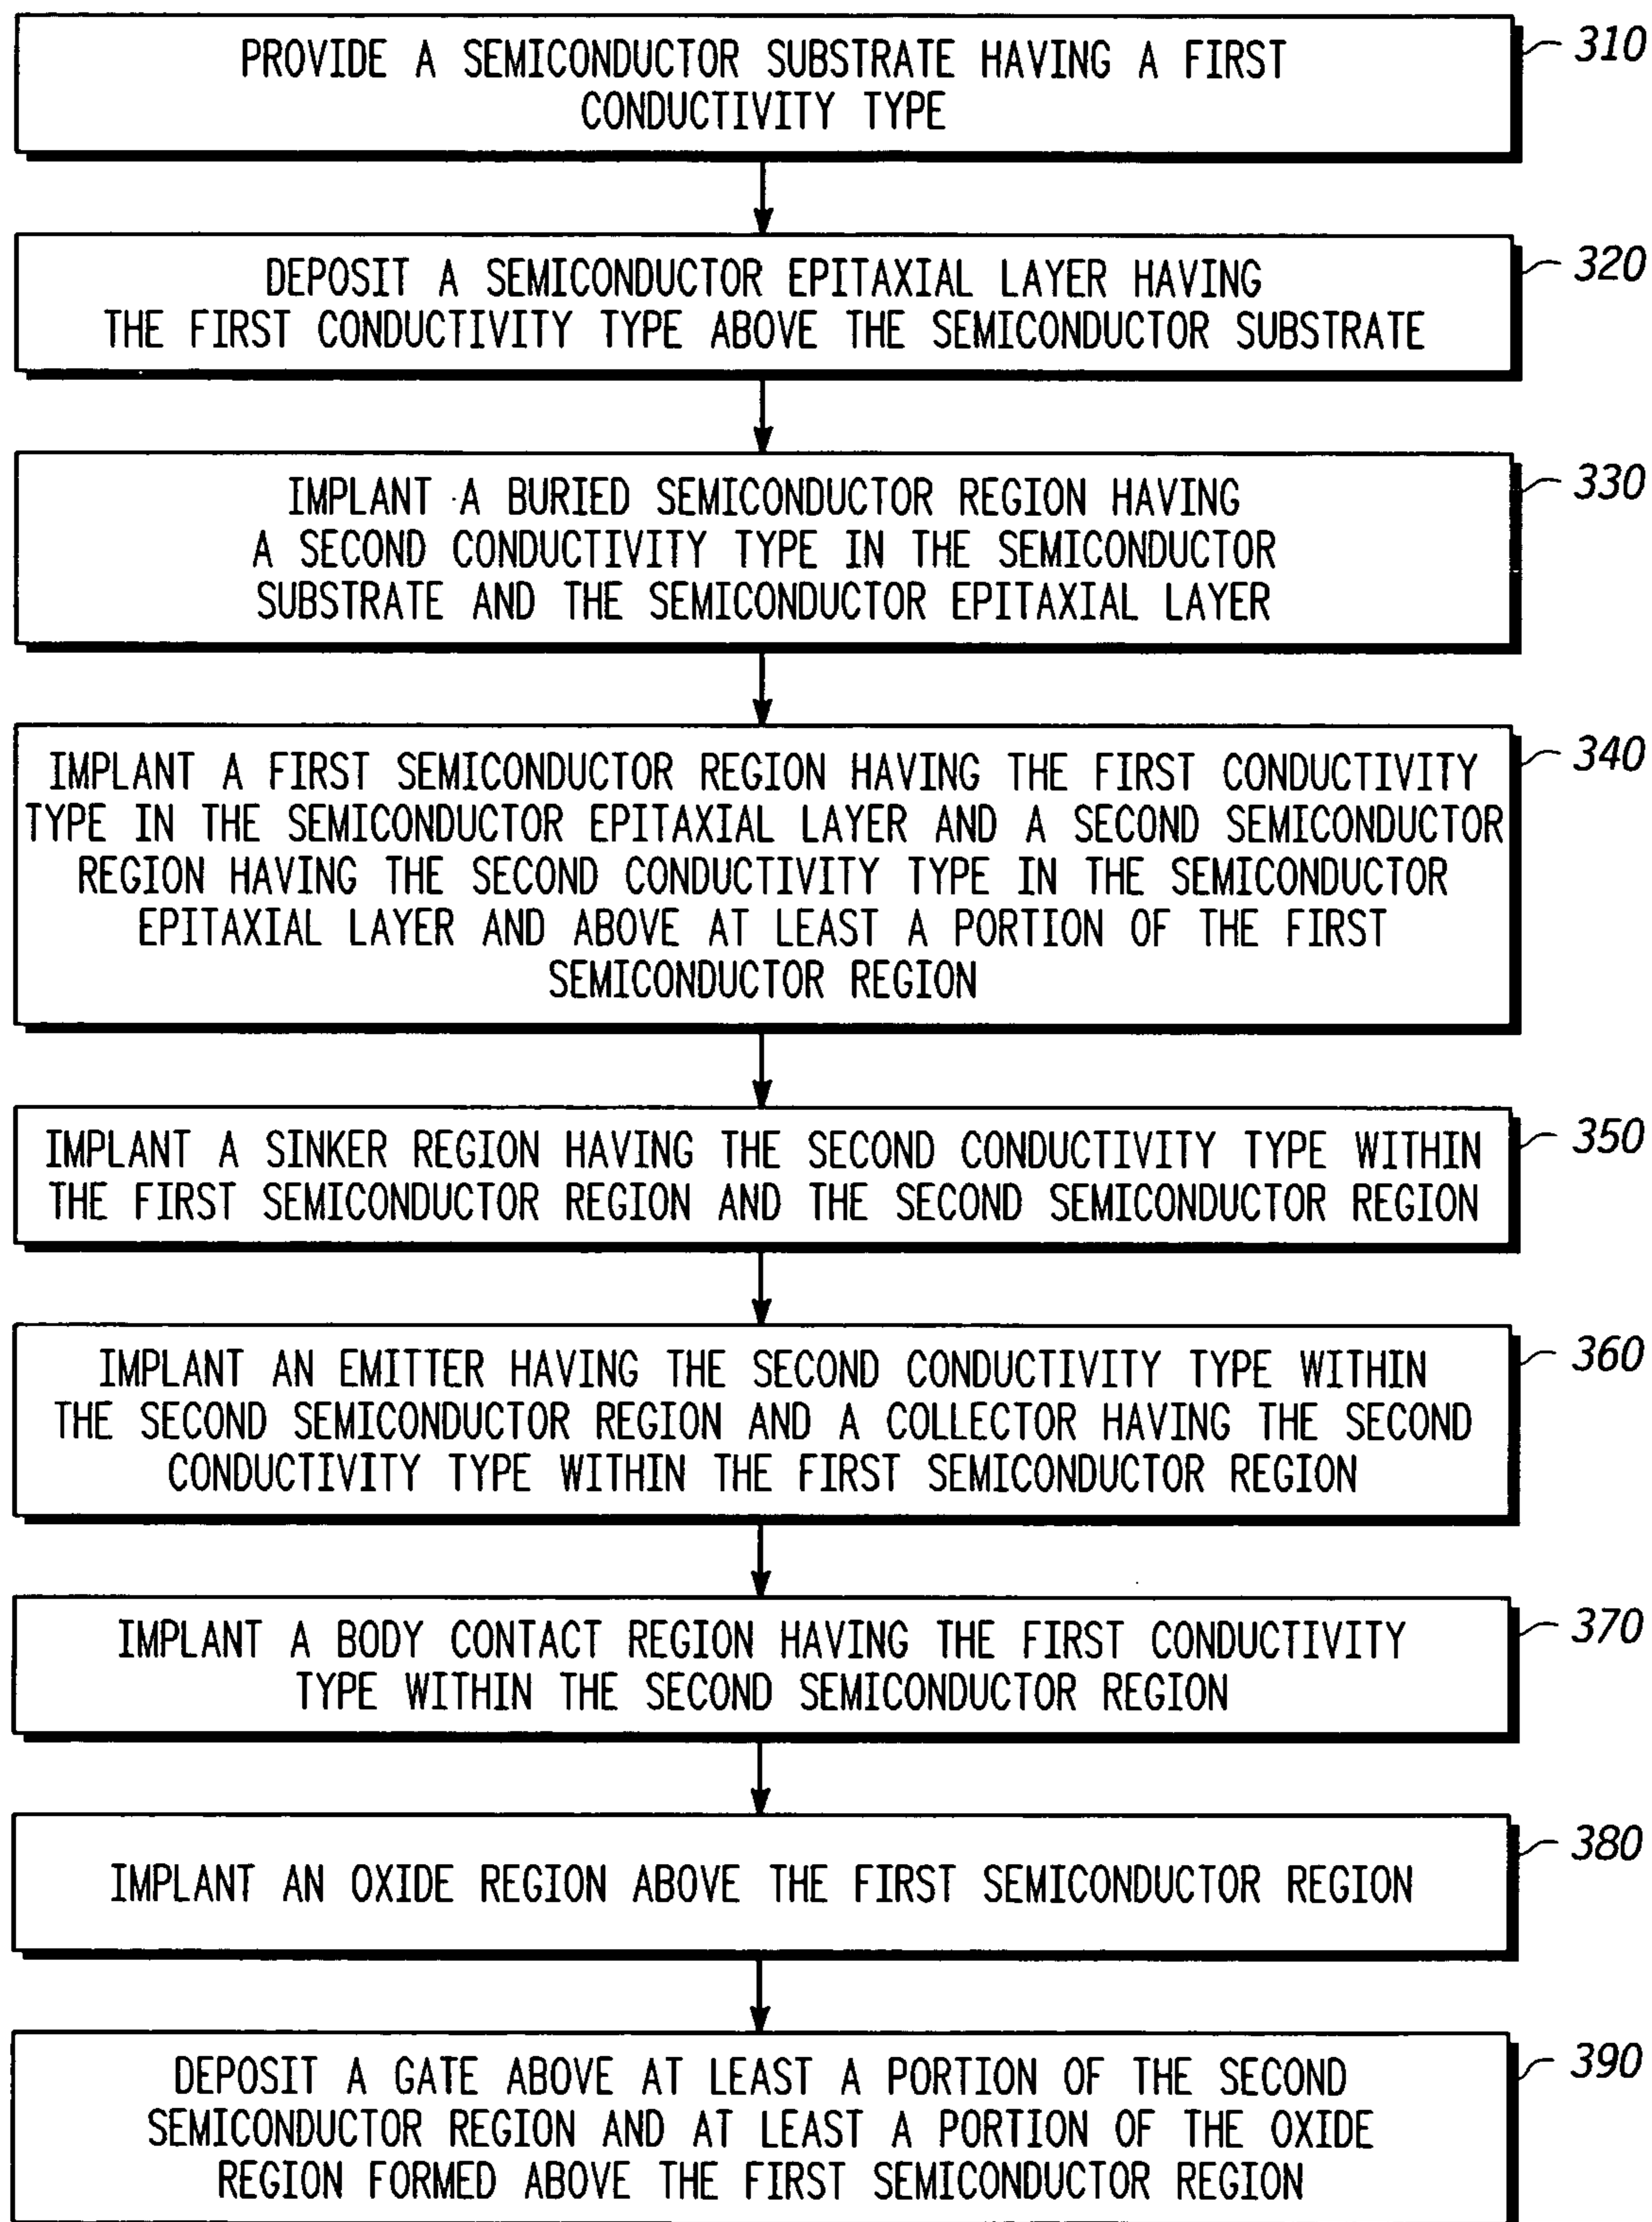 PROVIDE A SEMICONDUCTOR SUBSTRATE HAVING A FIRST
CONDUCTIVITY TYPE
310
DEPOSIT A SEMICONDUCTOR EPITAXIAL LAYER HAVING
THE FIRST CONDUCTIVITY TYPE ABOVE THE SEMICONDUCTOR SUBSTRATE
320
IMPLANT A BURIED SEMICONDUCTOR REGION HAVING
A SECOND CONDUCTIVITY TYPE IN THE SEMICONDUCTOR
SUBSTRATE AND THE SEMICONDUCTOR EPITAXIAL LAYER
330
IMPLANT A FIRST SEMICONDUCTOR REGION HAVING THE FIRST CONDUCTIVITY
TYPE IN THE SEMICONDUCTOR EPITAXIAL LAYER AND A SECOND SEMICONDUCTOR
REGION HAVING THE SECOND CONDUCTIVITY TYPE IN THE SEMICONDUCTOR
EPITAXIAL LAYER AND ABOVE AT LEAST A PORTION OF THE FIRST
SEMICONDUCTOR REGION
340
IMPLANT A SINKER REGION HAVING THE SECOND CONDUCTIVITY TYPE WITHIN
THE FIRST SEMICONDUCTOR REGION AND THE SECOND SEMICONDUCTOR REGION
350
IMPLANT AN EMITTER HAVING THE SECOND CONDUCTIVITY TYPE WITHIN
THE SECOND SEMICONDUCTOR REGION AND A COLLECTOR HAVING THE SECOND
CONDUCTIVITY TYPE WITHIN THE FIRST SEMICONDUCTOR REGION
360
IMPLANT A BODY CONTACT REGION HAVING THE FIRST CONDUCTIVITY
TYPE WITHIN THE SECOND SEMICONDUCTOR REGION
370
IMPLANT AN OXIDE REGION ABOVE THE FIRST SEMICONDUCTOR REGION
380
DEPOSIT A GATE ABOVE AT LEAST A PORTION OF THE SECOND
SEMICONDUCTOR REGION AND AT LEAST A PORTION OF THE OXIDE
REGION FORMED ABOVE THE FIRST SEMICONDUCTOR REGION
390